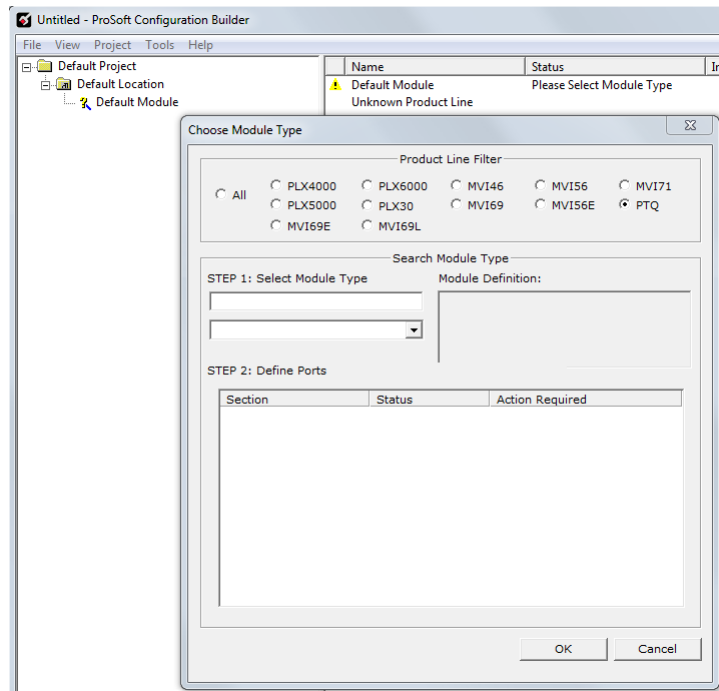 Untitled - ProSoft Configuration Builder
File View Project Tools Help
Default Project
Default Location
Default Module
Name Status In
Default Module Please Select Module Type
Unknown Product Line
Choose Module Type
Product Line Filter
All PLX4000 PLX6000 MVI46 MVI56 MVI71
PLX5000 PLX30 MVI69 MVI56E PTQ
MVI69E MVI69L
Search Module Type
STEP 1: Select Module Type Module Definition:
STEP 2: Define Ports
Section Status Action Required
OK Cancel